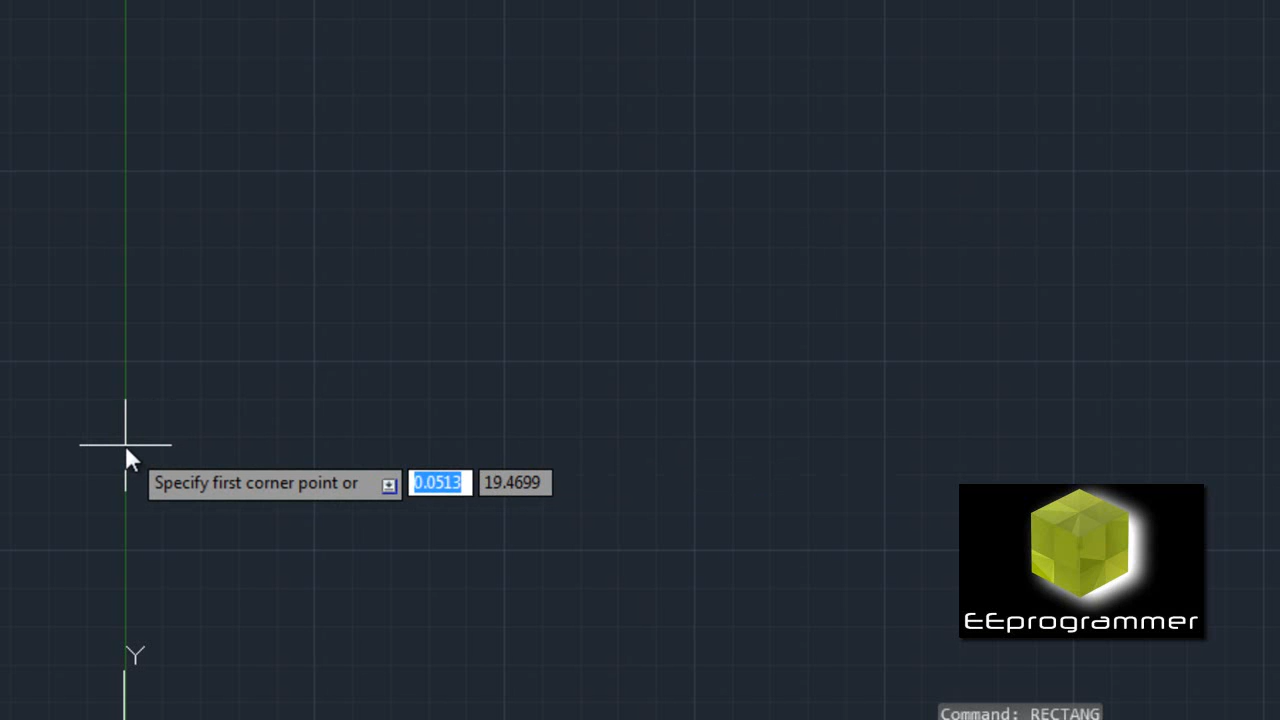 Specify first corner point or 0.0513 19.4699
EEprogrammer
Y
Command: RECTANG